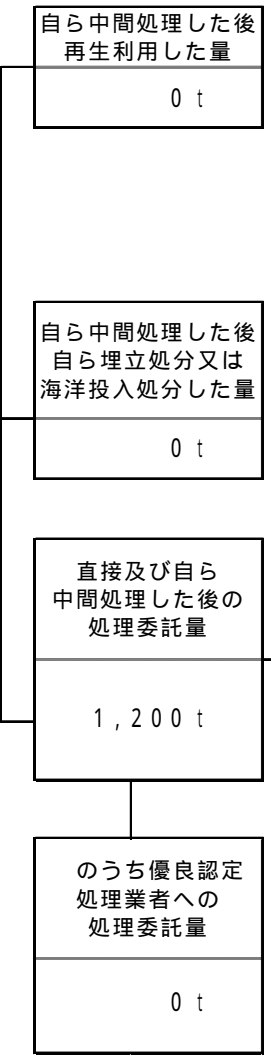 自ら中間処理した後
再生利用した量
0 t
自ら中間処理した後
自ら埋立処分又は
海洋投入処分した量
0 t
直接及び自ら
中間処理した後の
処理委託量
1,200 t
のうち優良認定
処理業者への
処理委託量
0 t